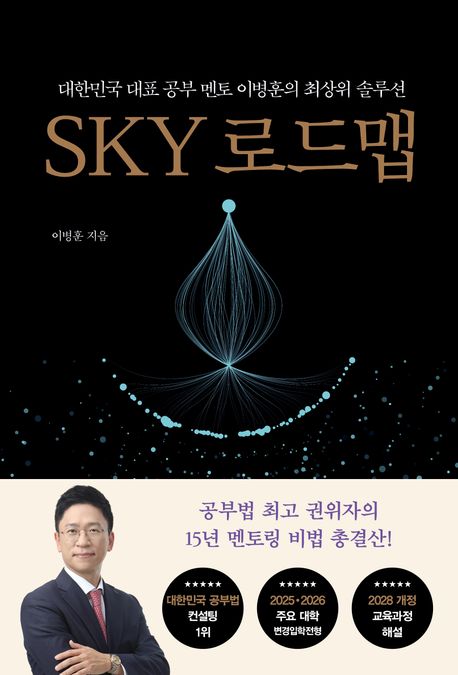 대한민국 대표 공부 멘토 이병훈의 최상위 솔루션
SKY 로드맵
이병훈 지음
공부법 최고 권위자의
15년 멘토링 비법 총결산!
★★★★★
대한민국 공부법
컨설팅
1위
★★★★★
2025•2026
주요 대학
변경입학전형
★★★★★
2028 개정
교육과정
해설